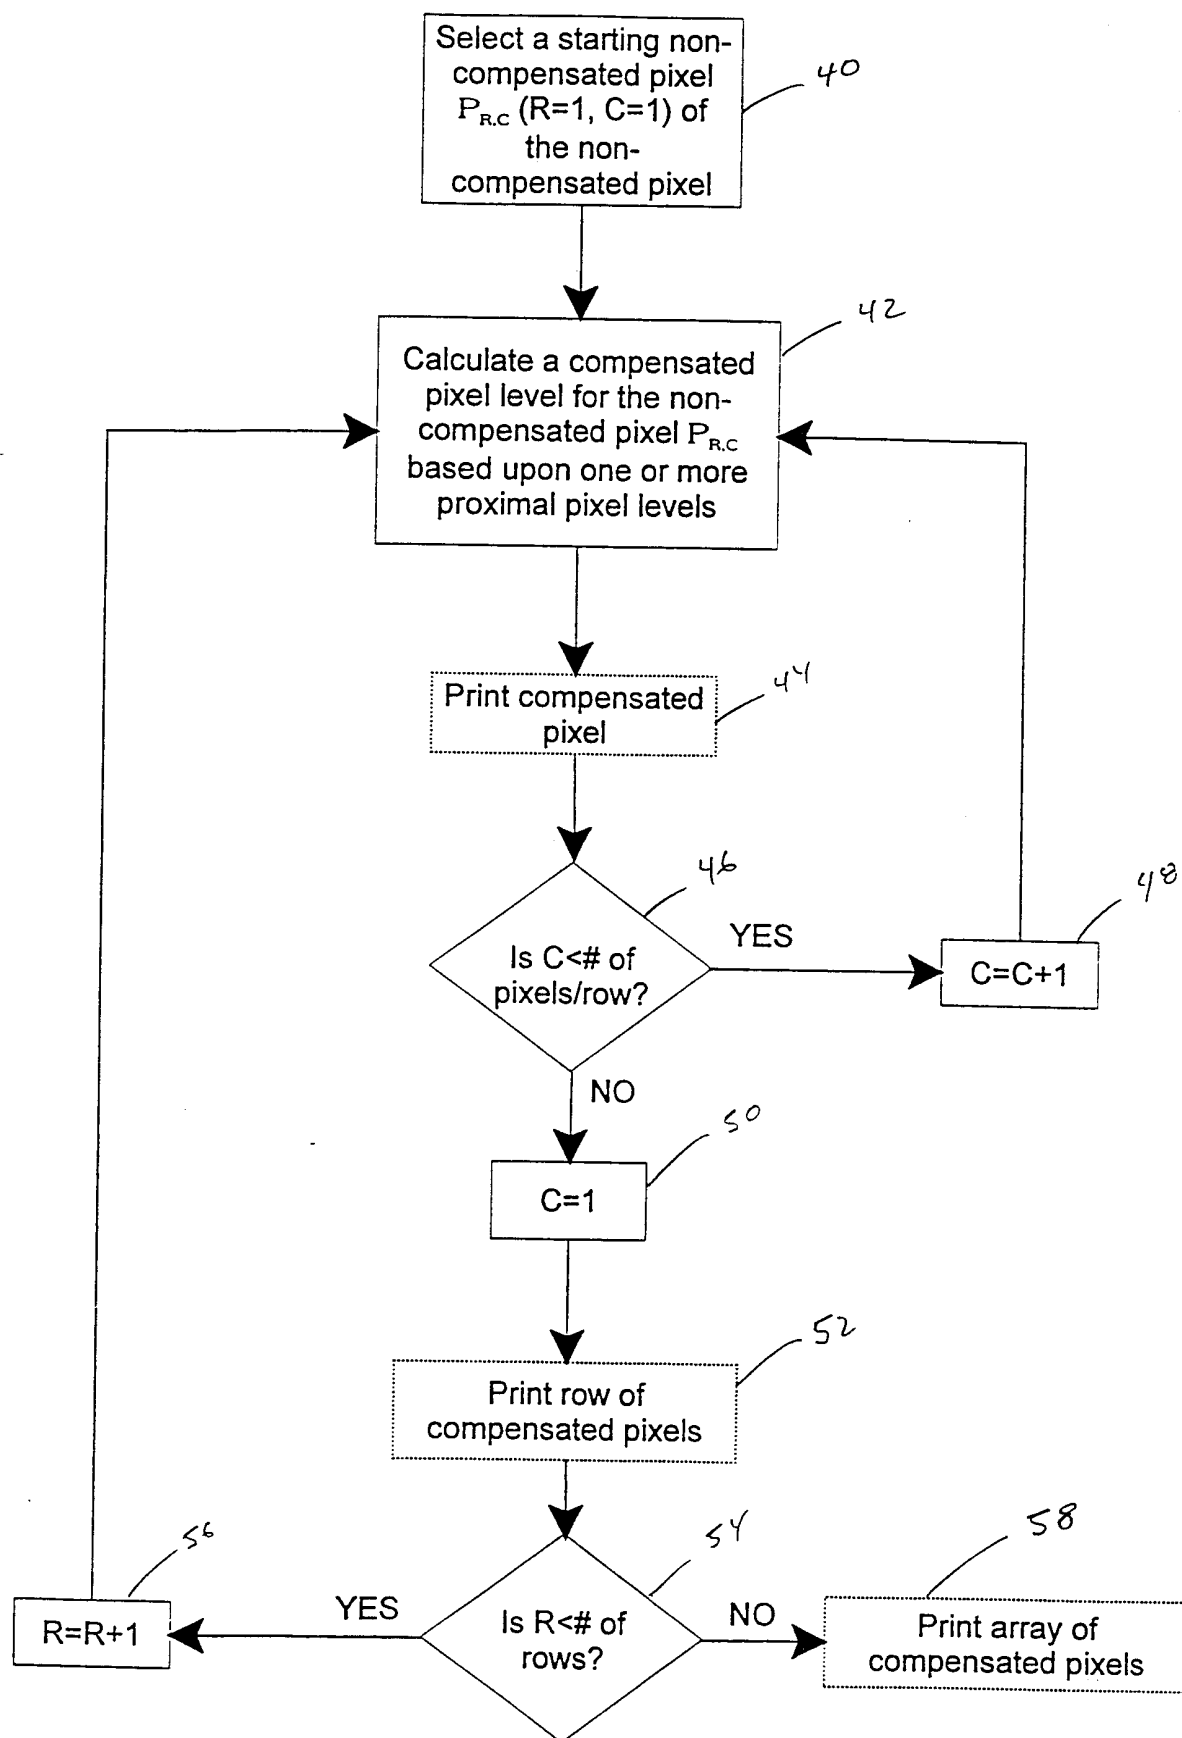 Select a starting non-
compensated pixel
P R.C (R=1, C=1) of
the non-
compensated pixel
40
42
Calculate a compensated
pixel level for the non-
compensated pixel P R.C
based upon one or more
proximal pixel levels
44
Print compensated
pixel
46
48
YES
Is C<# of
pixels/row?
C=C+1
NO
50
C=1
52
Print row of
compensated pixels
56
54
58
YES
NO
R=R+1
Is R<# of
rows?
Print array of
compensated pixels